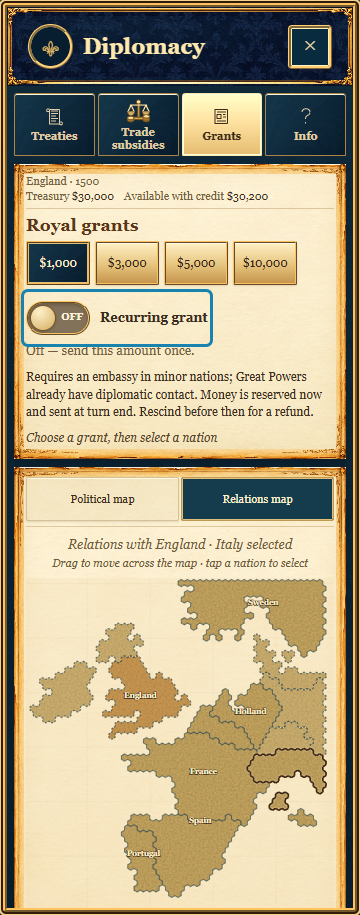 Diplomacy
×
Treaties
Trade subsidies
Grants
? Info
England · 1500
Treasury $30,000 Available with credit $30,200
Royal grants
$1,000 $3,000 $5,000 $10,000
OFF Recurring grant
Off — send this amount once.
Requires an embassy in minor nations; Great Powers
already have diplomatic contact. Money is reserved now
and sent at turn end. Rescind before then for a refund.
Choose a grant, then select a nation
Political map Relations map
Relations with England · Italy selected
Drag to move across the map · tap a nation to select
Sweden
England
Holland
France
Spain
Portugal